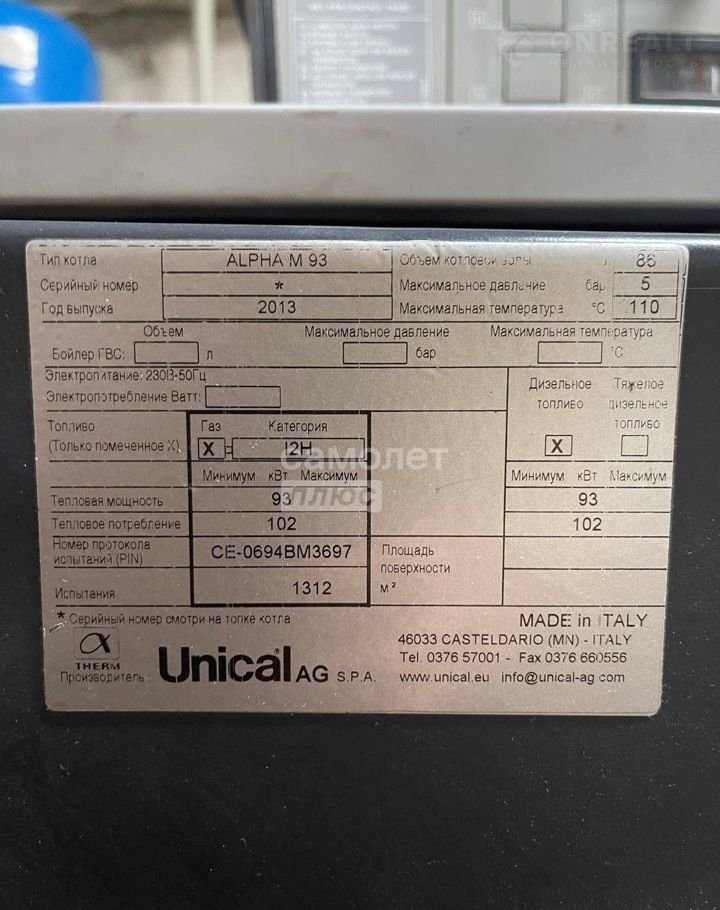 ONREALT
недвижимость
Тип котла ALPHA M 93 Объем котловой воды л 86
Серийный номер * Максимальное давление бар 5
Год выпуска 2013 Максимальная температура °C 110
Объем Максимальное давление Максимальная температура
Бойлер ГВС: л бар °C
Электропитание: 230В-50Гц
Электропотребление Ватт:
Дизельное топливо
Тяжелое дизельное топливо
Топливо Газ Категория
(Только помеченное X) X = I2H X
Минимум кВт Максимум Минимум кВт Максимум
Тепловая мощность 93 93
Тепловое потребление 102 102
Номер протокола испытаний (PIN) CE-0694BM3697 Площадь поверхности м²
Испытания 1312
* Серийный номер смотри на топке котла
MADE in ITALY
α THERM
46033 CASTELDARIO (MN) - ITALY
Tel. 0376 57001 - Fax 0376 660556
Производитель: Unical AG S.P.A. www.unical.eu info@unical-ag.com
самолет
плюс